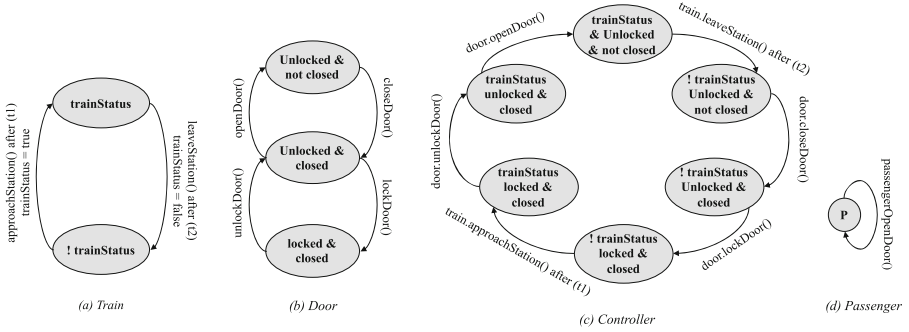 trainStatus
approachStation() after (t1)
trainStatus = true
leaveStation() after (t2)
trainStatus = false
! trainStatus
(a) Train
Unlocked &
not closed
openDoor()
closeDoor()
Unlocked &
closed
unlockDoor()
lockDoor()
locked &
closed
(b) Door
trainStatus
& Unlocked
& not closed
door.openDoor()
train.leaveStation() after (t2)
trainStatus
unlocked &
closed
! trainStatus
Unlocked &
not closed
door.unlockDoor()
door.closeDoor()
trainStatus
locked &
closed
! trainStatus
Unlocked &
closed
train.approachStation() after (t1)
door.lockDoor()
! trainStatus
locked &
closed
(c) Controller
P
passengerOpenDoor()
(d) Passenger